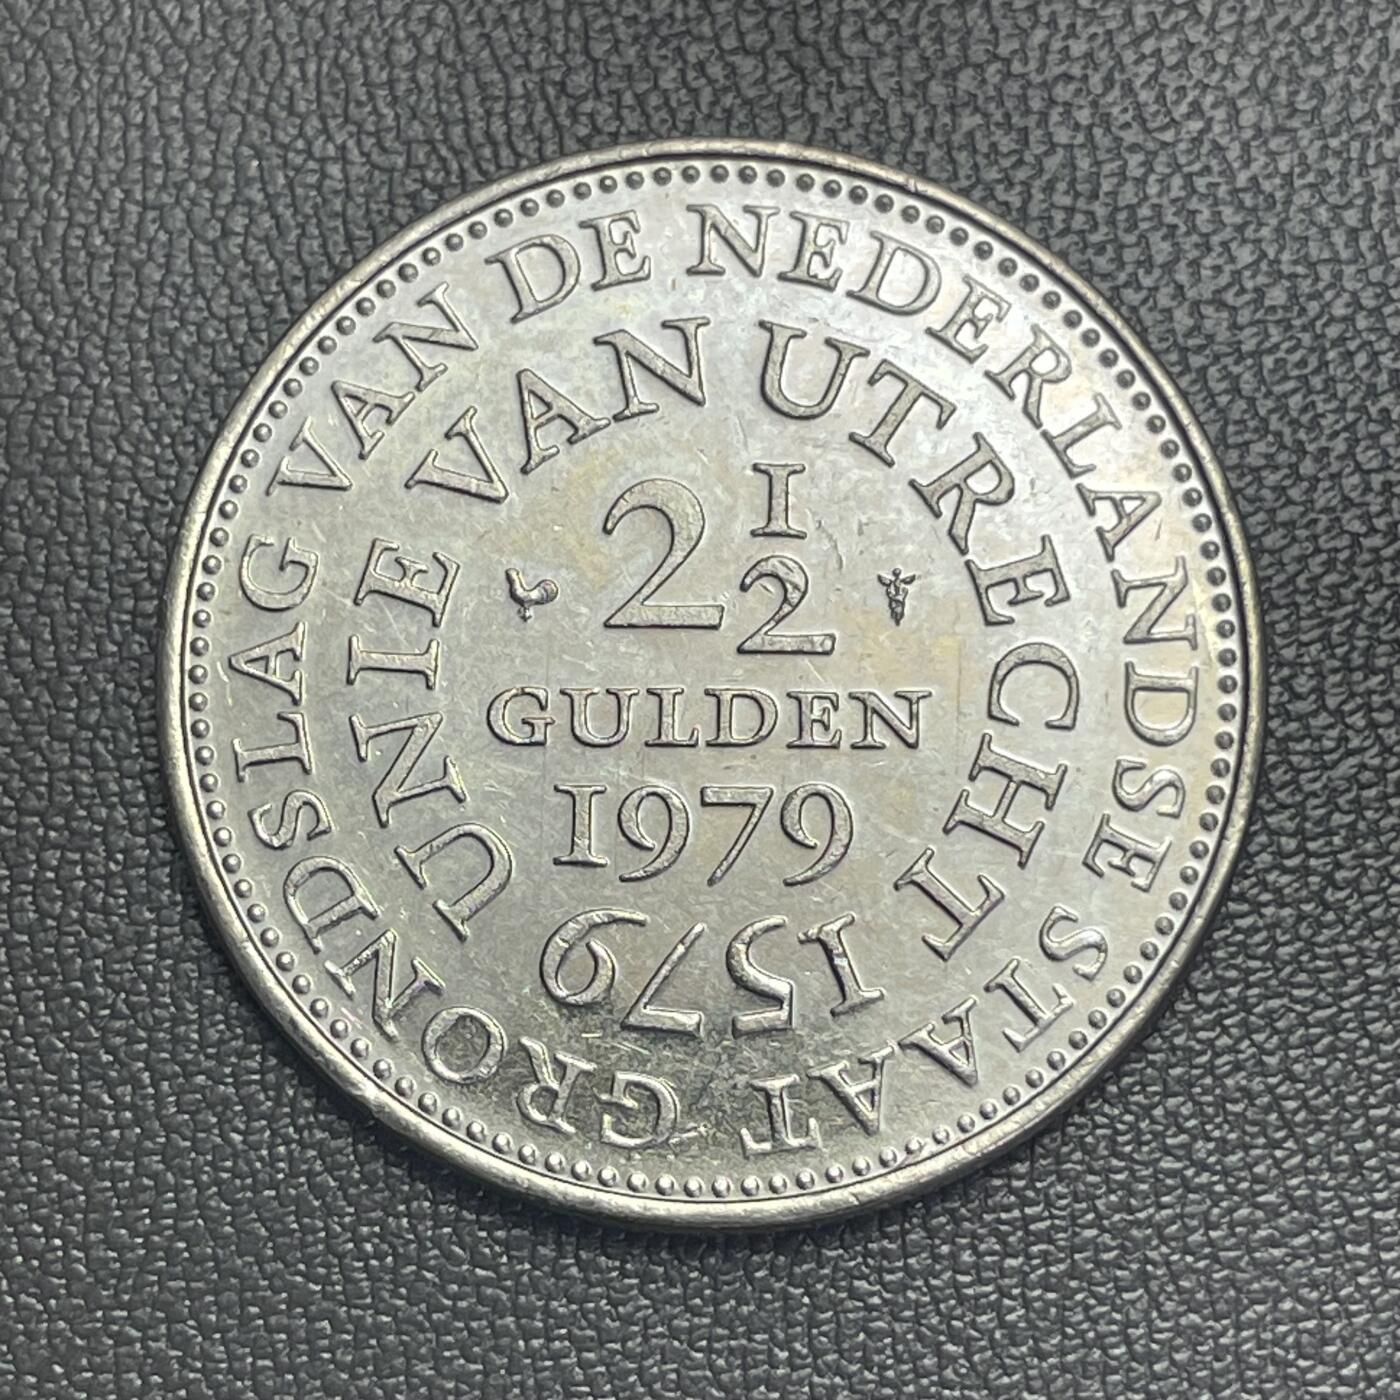 GRONDSLAG VAN DE NEDERLANDSE STAAT
UNIE VAN UTRECHT 1579
2 1/2
GULDEN
1979